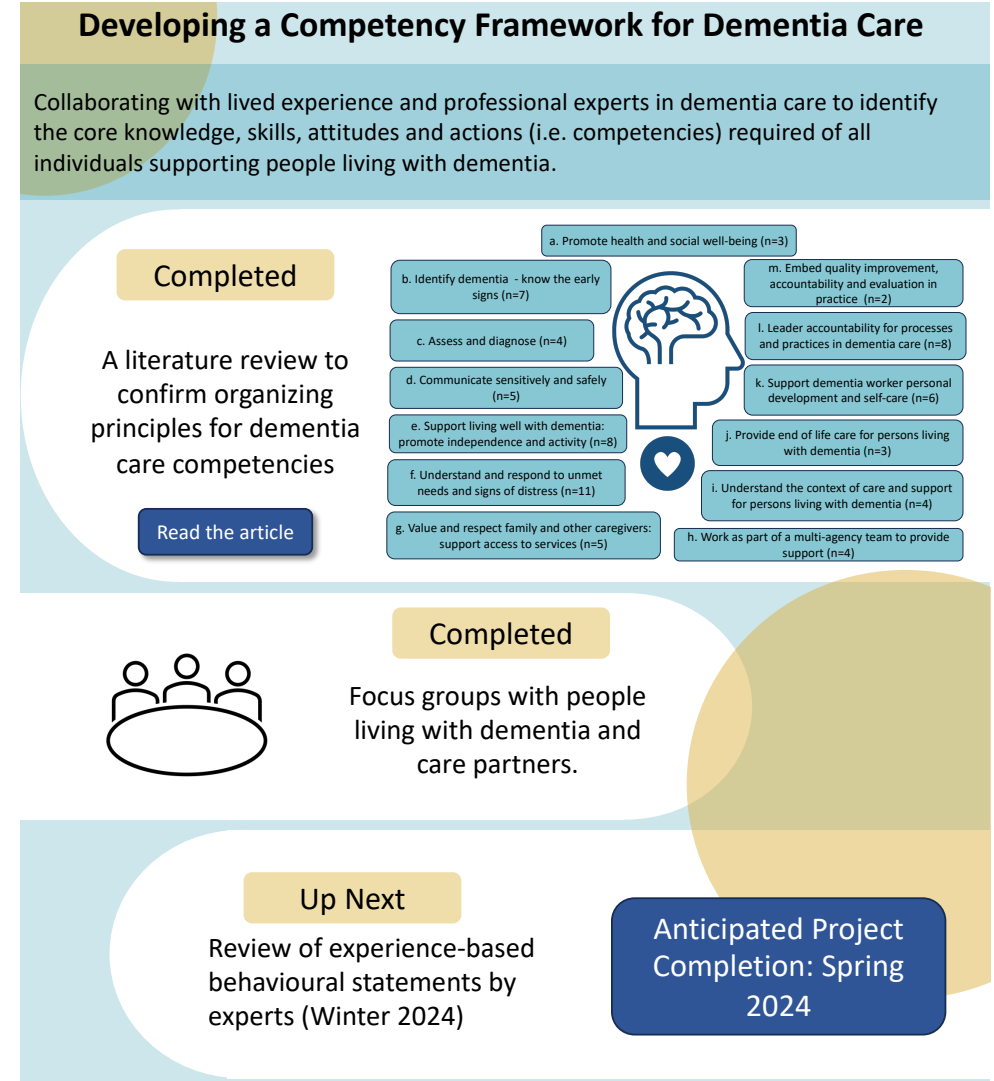 Developing a Competency Framework for Dementia Care
Collaborating with lived experience and professional experts in dementia care to identify
the core knowledge, skills, attitudes and actions (i.e. competencies) required of all
individuals supporting people living with dementia.
Completed
A literature review to
confirm organizing
principles for dementia
care competencies
Read the article
a. Promote health and social well-being (n=3)
b. Identify dementia - know the early
signs (n=7)
c. Assess and diagnose (n=4)
d. Communicate sensitively and safely
(n=5)
e. Support living well with dementia:
promote independence and activity (n=8)
f. Understand and respond to unmet
needs and signs of distress (n=11)
g. Value and respect family and other caregivers:
support access to services (n=5)
h. Work as part of a multi-agency team to provide
support (n=4)
i. Understand the context of care and support
for persons living with dementia (n=4)
j. Provide end of life care for persons living
with dementia (n=3)
k. Support dementia worker personal
development and self-care (n=6)
l. Leader accountability for processes
and practices in dementia care (n=8)
m. Embed quality improvement,
accountability and evaluation in
practice (n=2)
Completed
Focus groups with people
living with dementia and
care partners.
Up Next
Review of experience-based
behavioural statements by
experts (Winter 2024)
Anticipated Project
Completion: Spring
2024